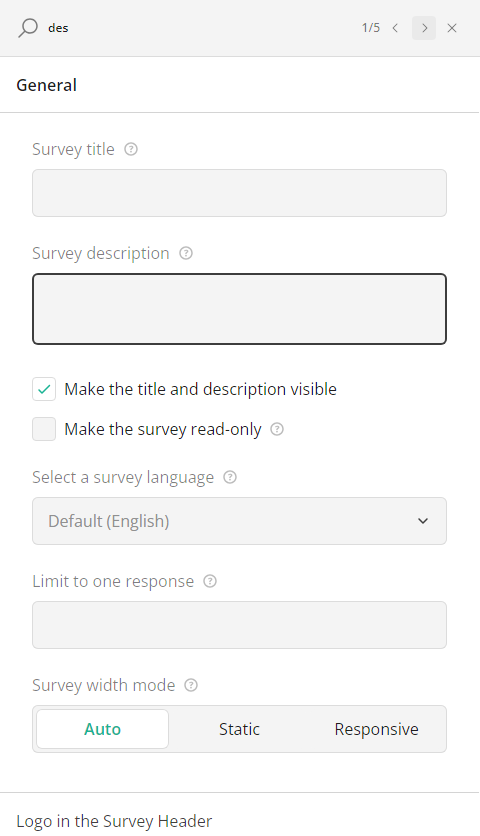 des 1/5
General
Survey title
Survey description
Make the title and description visible
Make the survey read-only
Select a survey language
Default (English)
Limit to one response
Survey width mode
Auto Static Responsive
Logo in the Survey Header